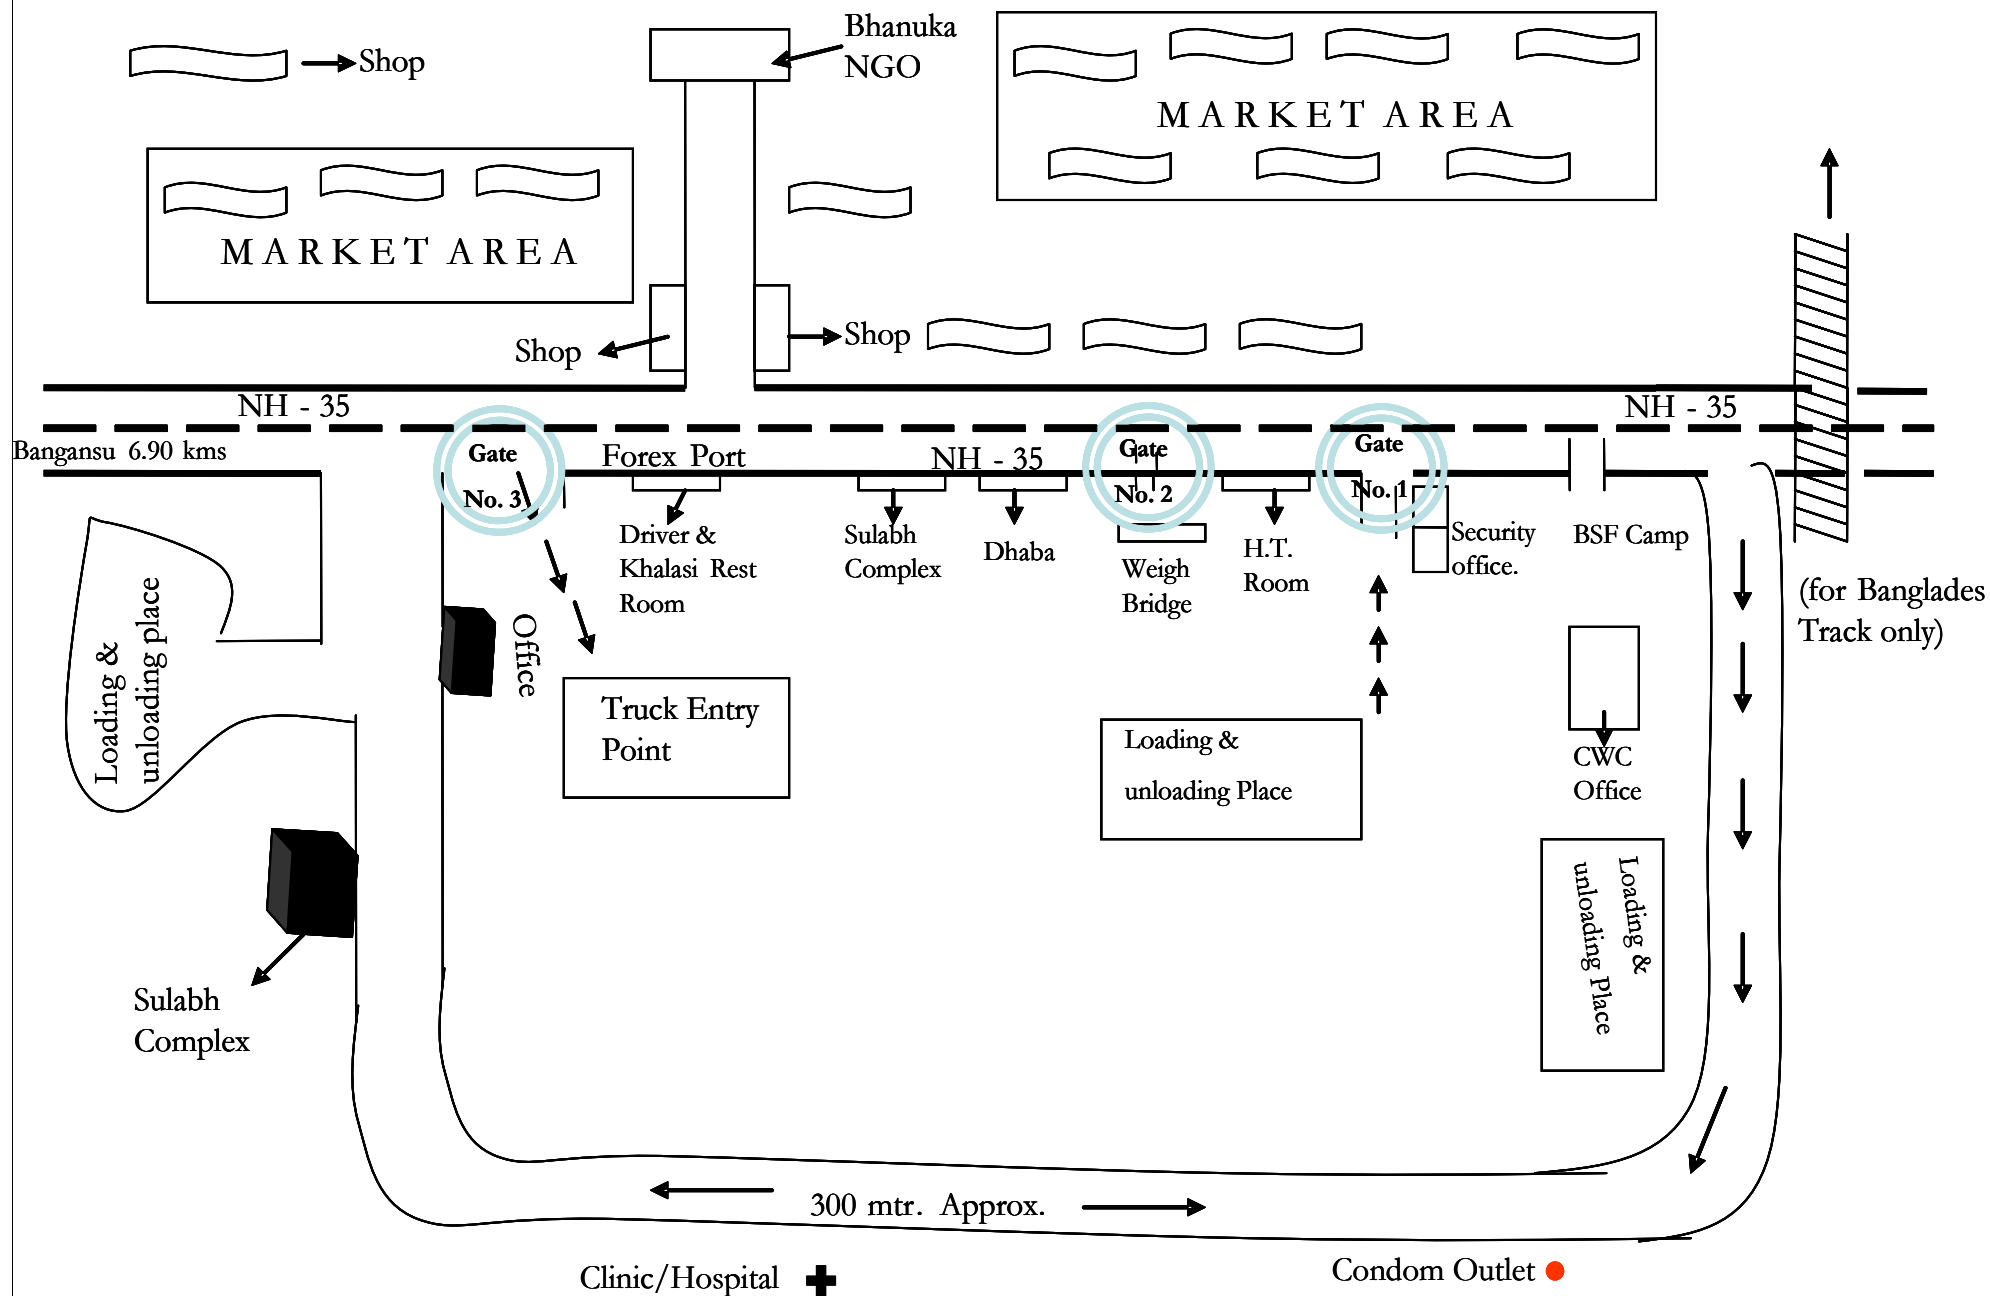 Bhanuka
NGO
Shop
MARKET AREA
MARKET AREA
Shop
Shop
NH - 35
NH - 35
Bangansu 6.90 kms
Gate
No. 3
Forex Port
NH - 35
Gate
No. 2
Gate
No. 1
Driver &
Khalasi Rest
Room
Sulabh
Complex
Dhaba
Weigh
Bridge
H.T.
Room
Security
office.
BSF Camp
(for Banglades
Track only)
Loading &
unloading place
Office
Truck Entry
Point
Loading &
unloading Place
CWC
Office
Loading &
unloading Place
Sulabh
Complex
300 mtr. Approx.
Clinic/Hospital
Condom Outlet